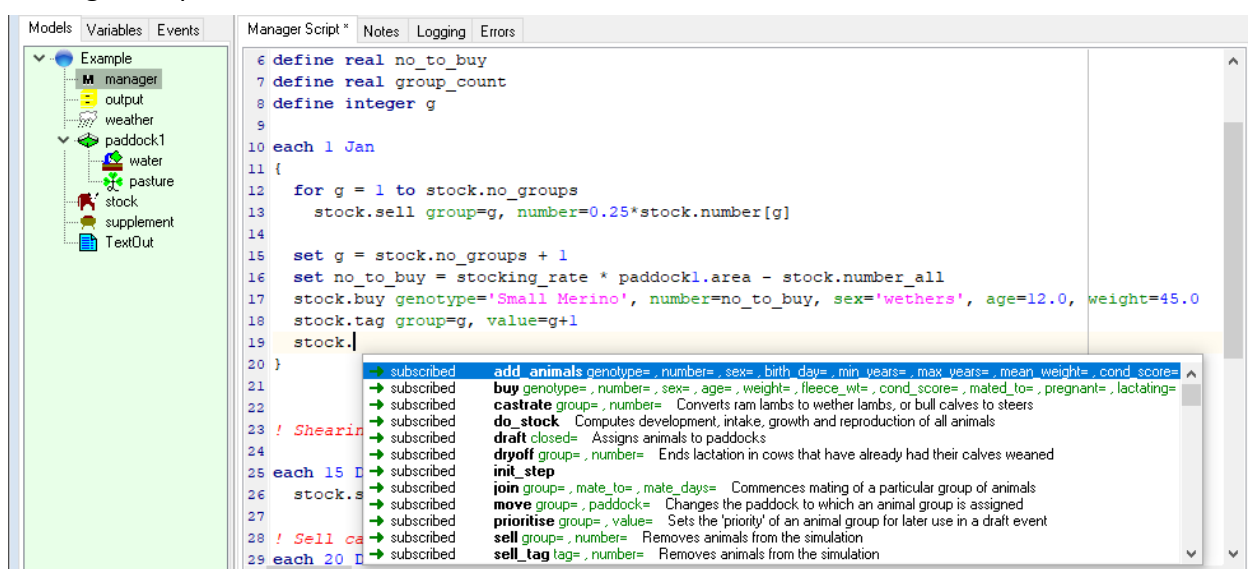 Models Variables Events
Example
M manager
output
weather
paddock1
water
pasture
stock
supplement
TextOut
Manager Script * Notes Logging Errors
6 define real no_to_buy
7 define real group_count
8 define integer g
9
10 each 1 Jan
11 {
12 for g = 1 to stock.no_groups
13 stock.sell group=g, number=0.25*stock.number[g]
14
15 set g = stock.no_groups + 1
16 set no_to_buy = stocking_rate * paddock1.area - stock.number_all
17 stock.buy genotype='Small Merino', number=no_to_buy, sex='wethers', age=12.0, weight=45.0
18 stock.tag group=g, value=g+1
19 stock.
20 }
21
22
23 ! Shearin
24
25 each 15 D
26 stock.s
27
28 ! Sell ca
29 each 20 D
subscribed add_animals genotype= , number= , sex= , birth_day= , min_years= , max_years= , mean_weight= , cond_score=
subscribed buy genotype= , number= , sex= , age= , weight= , fleece_wt= , cond_score= , mated_to= , pregnant= , lactating=
subscribed castrate group= , number= Converts ram lambs to wether lambs, or bull calves to steers
subscribed do_stock Computes development, intake, growth and reproduction of all animals
subscribed draft closed= Assigns animals to paddocks
subscribed dryoff group= , number= Ends lactation in cows that have already had their calves weaned
subscribed init_step
subscribed join group= , mate_to= , mate_days= Commences mating of a particular group of animals
subscribed move group= , paddock= Changes the paddock to which an animal group is assigned
subscribed prioritise group= , value= Sets the 'priority' of an animal group for later use in a draft event
subscribed sell group= , number= Removes animals from the simulation
subscribed sell_tag tag= , number= Removes animals from the simulation